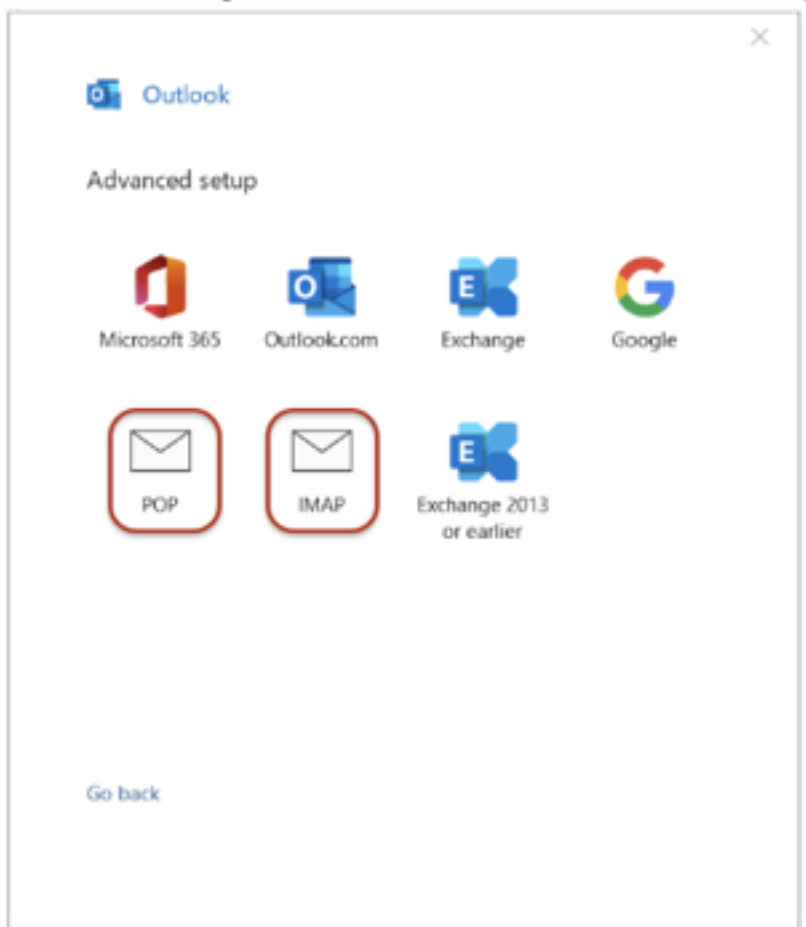 Outlook
Advanced setup
Microsoft 365
Outlook.com
Exchange
Google
POP
IMAP
Exchange 2013
or earlier
Go back